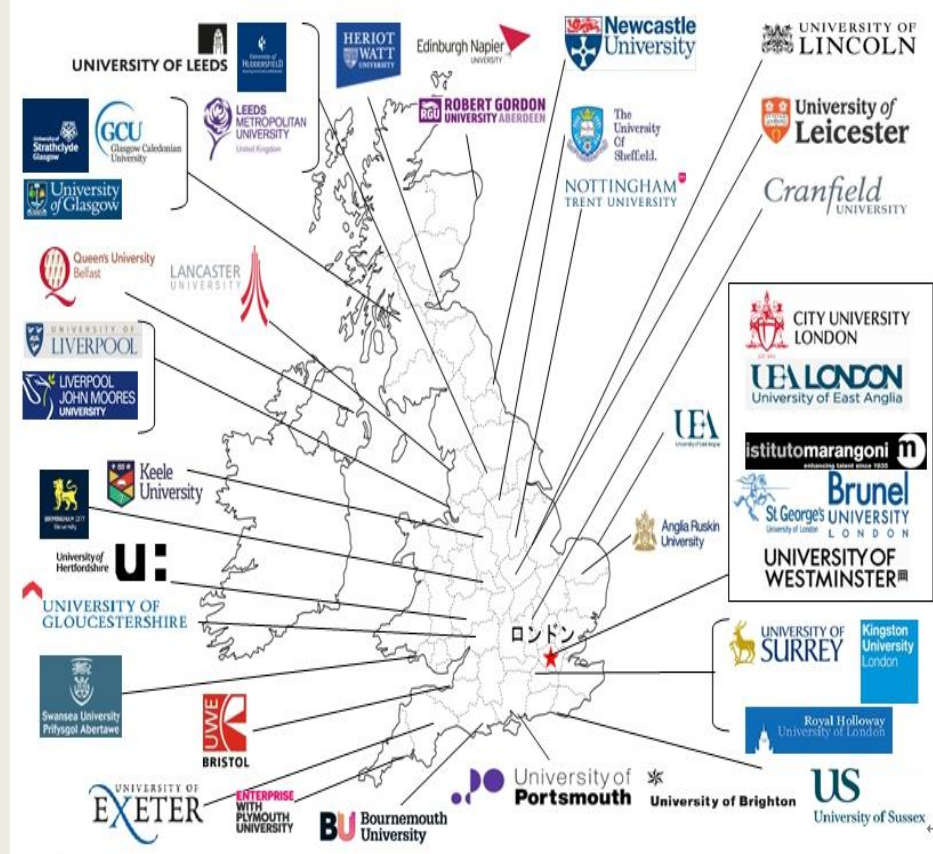 UNIVERSITY OF LEEDS
University of
HUDDERSFIELD
HERIOT
WATT
UNIVERSITY
Edinburgh Napier
UNIVERSITY
Newcastle
University
UNIVERSITY OF
LINCOLN
University of
Strathclyde
Glasgow
GCU
Glasgow Caledonian
University
LEEDS
METROPOLITAN
UNIVERSITY
United Kingdom
RGU
ROBERT GORDON
UNIVERSITY ABERDEEN
The
University
Of
Sheffield.
University of
Leicester
University
of Glasgow
NOTTINGHAM
TRENT UNIVERSITY
Cranfield
UNIVERSITY
Queen's University
Belfast
LANCASTER
UNIVERSITY
UNIVERSITY OF
LIVERPOOL
LIVERPOOL
JOHN MOORES
UNIVERSITY
CITY UNIVERSITY
LONDON
UEA LONDON
University of East Anglia
UEA
University of East Anglia
istitutomarangoni m
enhancing talent since 1935
St George's
University of London
Brunel
UNIVERSITY
LONDON
UNIVERSITY OF
WESTMINSTER
Keele
University
BIRMINGHAM CITY
University
Anglia Ruskin
University
University of
Hertfordshire
UNIVERSITY OF
GLOUCESTERSHIRE
ロンドン
UNIVERSITY OF
SURREY
Kingston
University
London
Royal Holloway
University of London
Swansea University
Prifysgol Abertawe
UWE
BRISTOL
UNIVERSITY OF
EXETER
ENTERPRISE
WITH
PLYMOUTH
UNIVERSITY
BU
Bournemouth
University
University of
Portsmouth
University of Brighton
US
University of Sussex